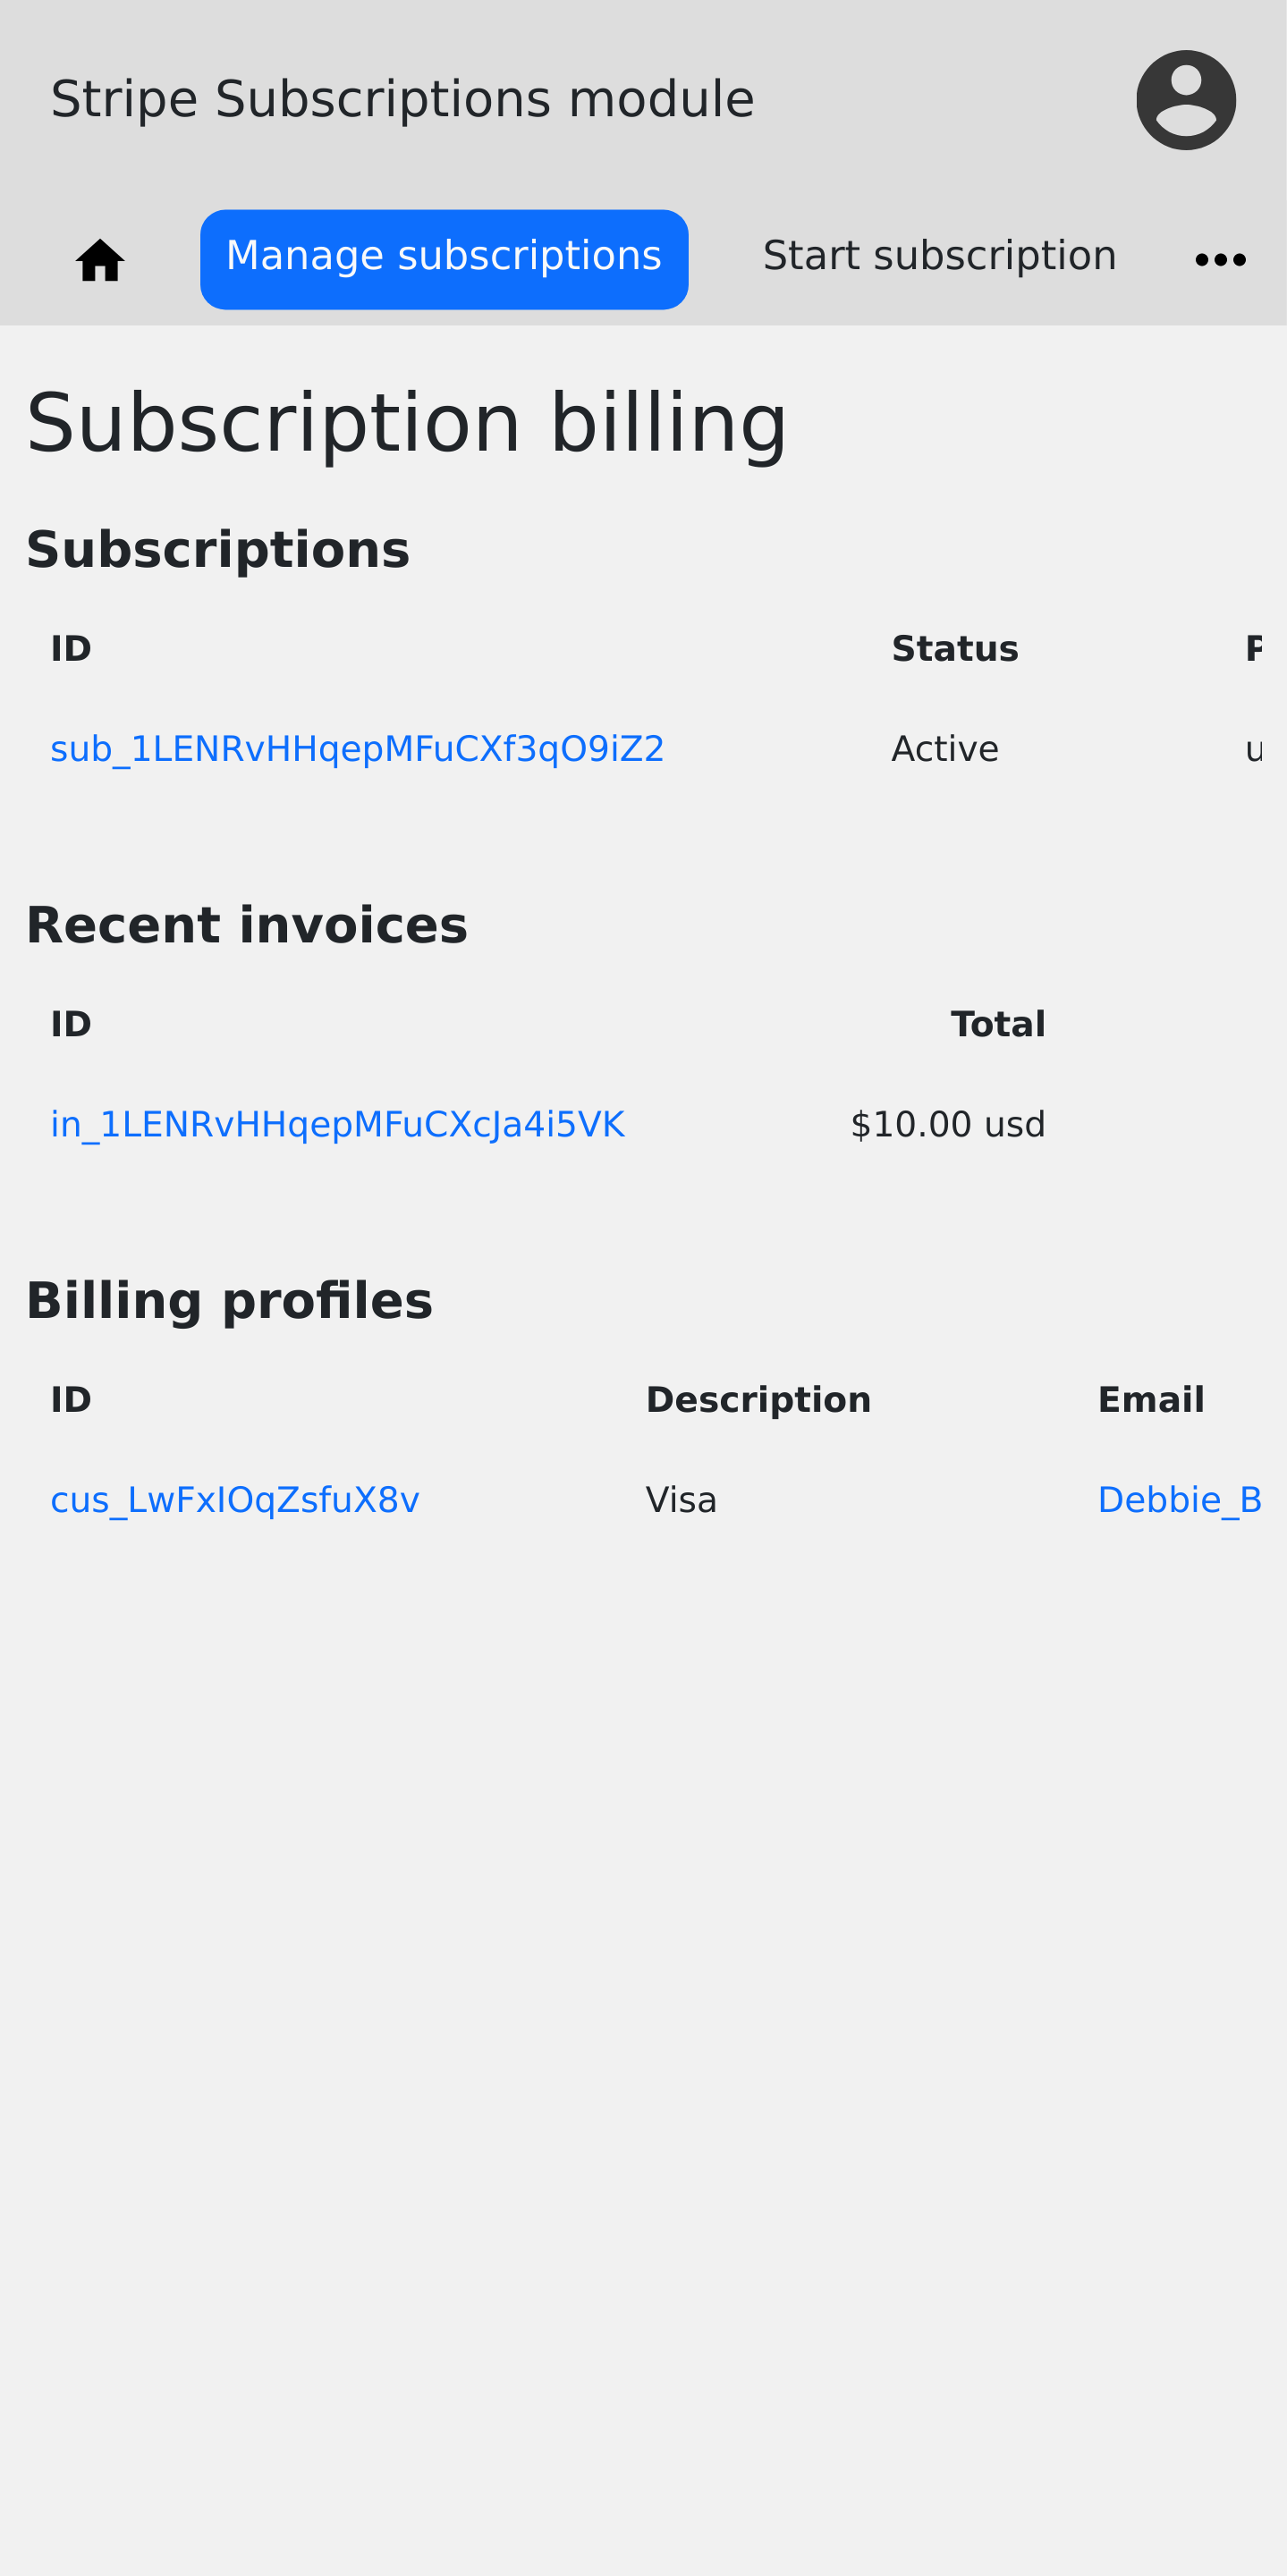 Stripe Subscriptions module
Manage subscriptions Start subscription
Subscription billing
Subscriptions
ID Status P
sub_1LENRvHHqepMFuCXf3qO9iZ2 Active u
Recent invoices
ID Total
in_1LENRvHHqepMFuCXcJa4i5VK $10.00 usd
Billing profiles
ID Description Email
cus_LwFxIOqZsfuX8v Visa Debbie_B